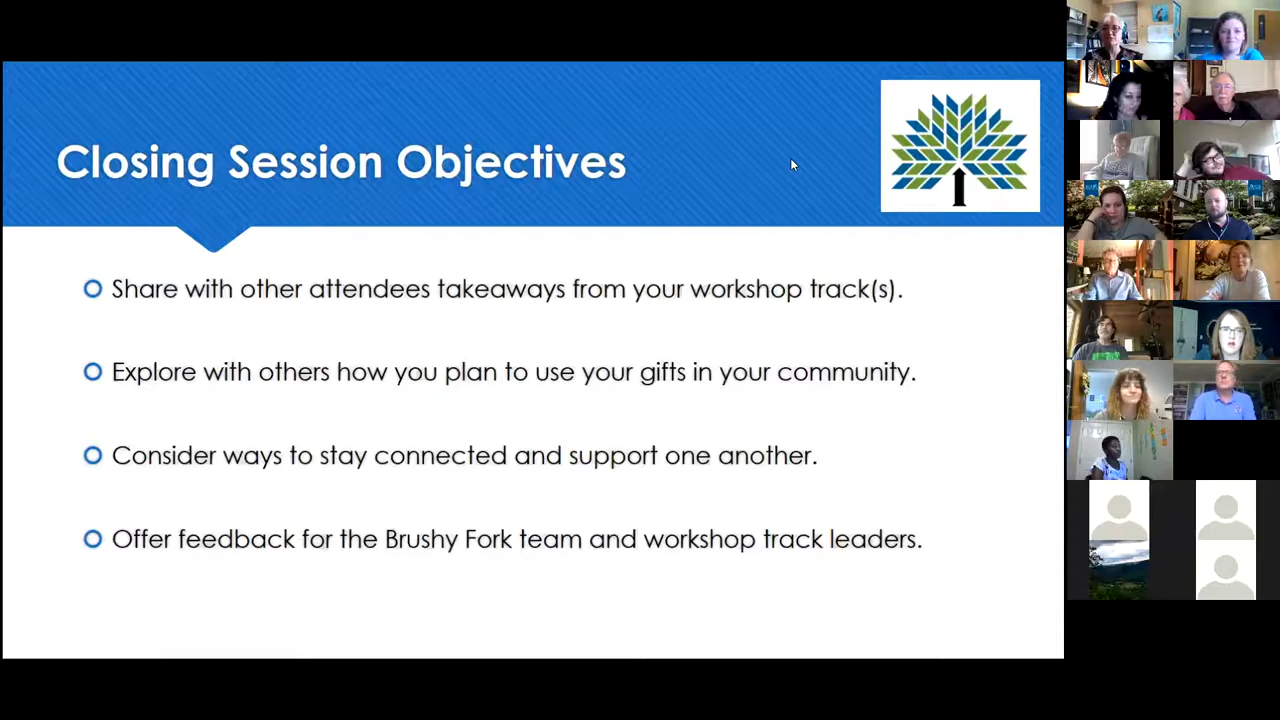 Closing Session Objectives
Share with other attendees takeaways from your workshop track(s).
Explore with others how you plan to use your gifts in your community.
Consider ways to stay connected and support one another.
Offer feedback for the Brushy Fork team and workshop track leaders.